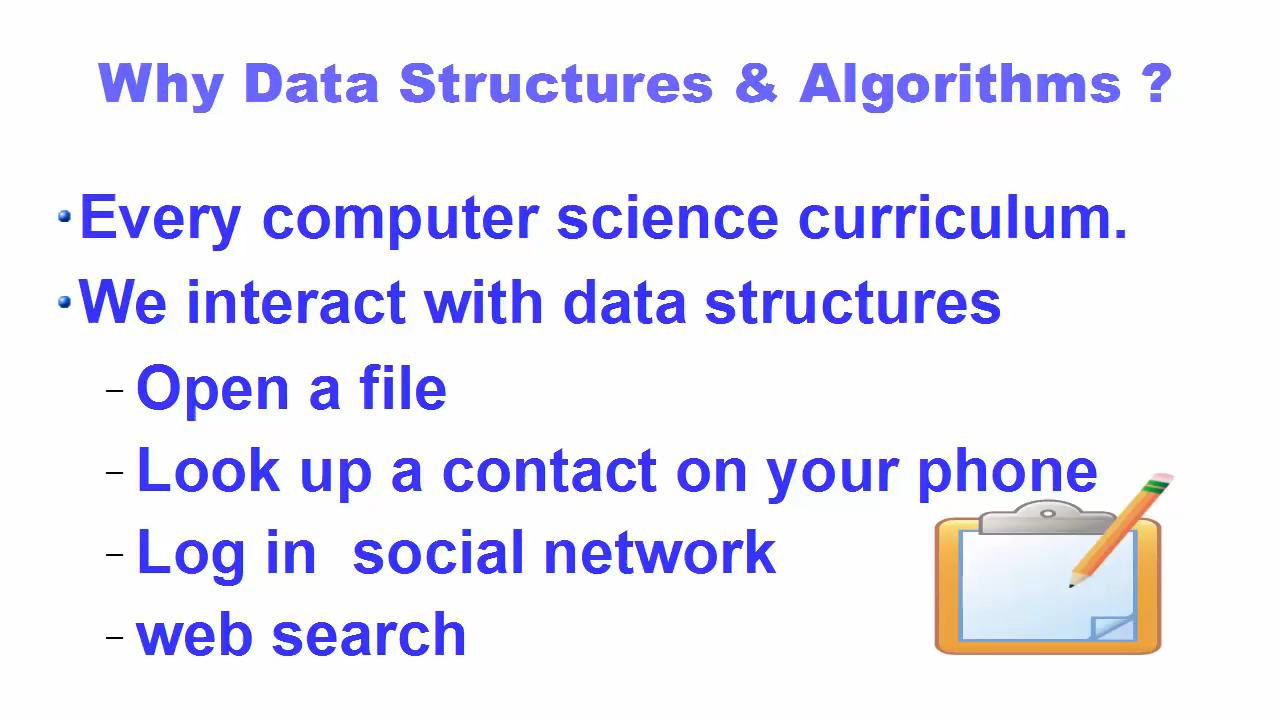 Why Data Structures & Algorithms ?
Every computer science curriculum.
We interact with data structures
Open a file
Look up a contact on your phone
Log in  social network
web search